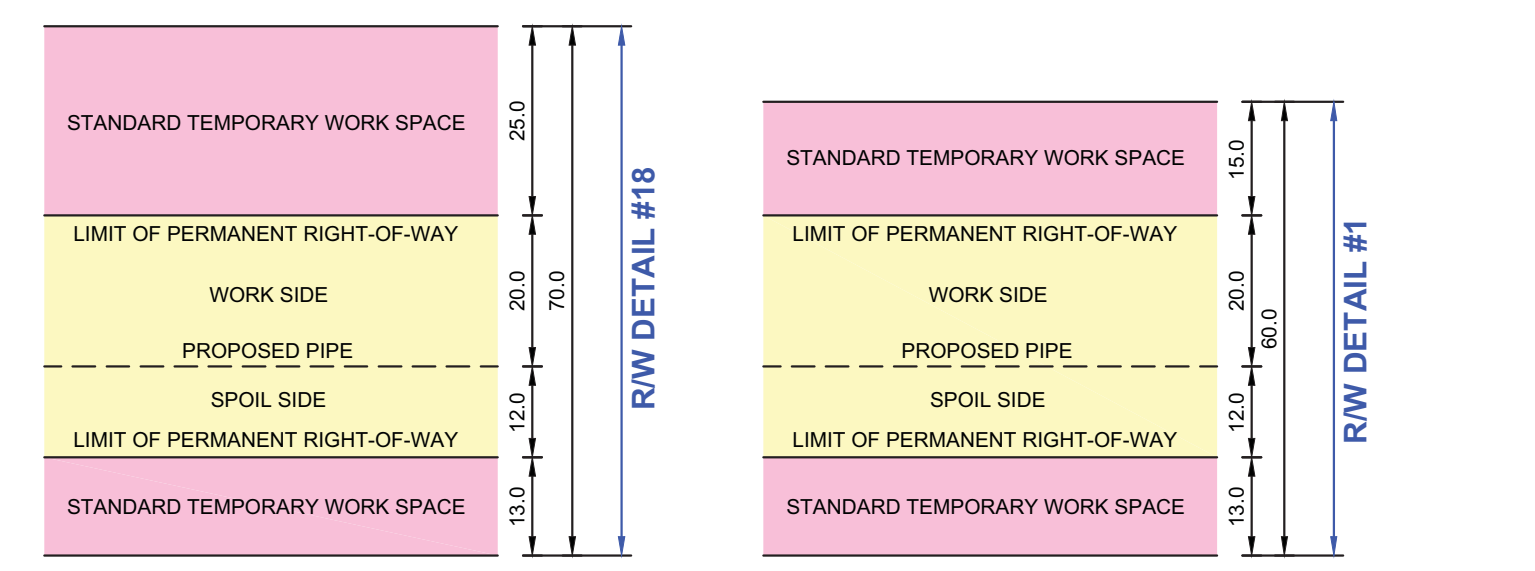 STANDARD TEMPORARY WORK SPACE
LIMIT OF PERMANENT RIGHT-OF-WAY
WORK SIDE
PROPOSED PIPE
SPOIL SIDE
LIMIT OF PERMANENT RIGHT-OF-WAY
STANDARD TEMPORARY WORK SPACE
25.0
20.0
12.0
13.0
70.0
R/W DETAIL #18
STANDARD TEMPORARY WORK SPACE
LIMIT OF PERMANENT RIGHT-OF-WAY
WORK SIDE
PROPOSED PIPE
SPOIL SIDE
LIMIT OF PERMANENT RIGHT-OF-WAY
STANDARD TEMPORARY WORK SPACE
15.0
20.0
12.0
13.0
60.0
R/W DETAIL #1